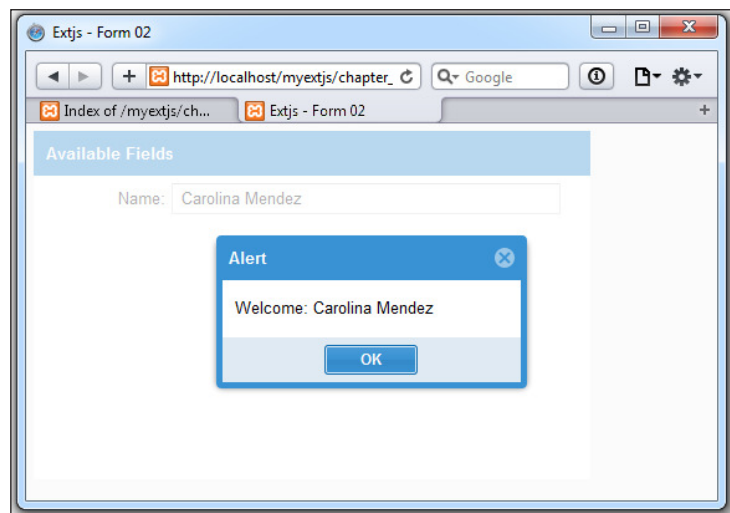 Extjs - Form 02
http://localhost/myextjs/chapter_
Google
Index of /myextjs/ch...
Extjs - Form 02
Available Fields
Name:
Carolina Mendez
Alert
Welcome: Carolina Mendez
OK